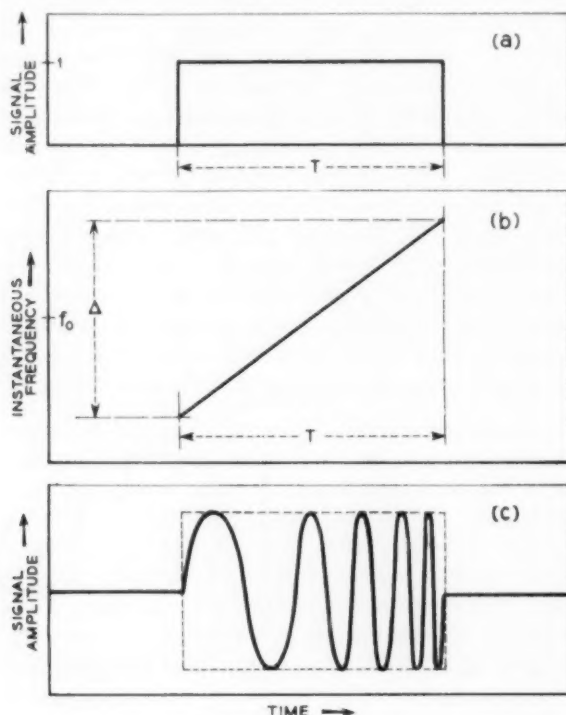 (a)
1
SIGNAL
AMPLITUDE
T
(b)
Δ
f₀
INSTANTANEOUS
FREQUENCY
T
(c)
SIGNAL
AMPLITUDE
TIME